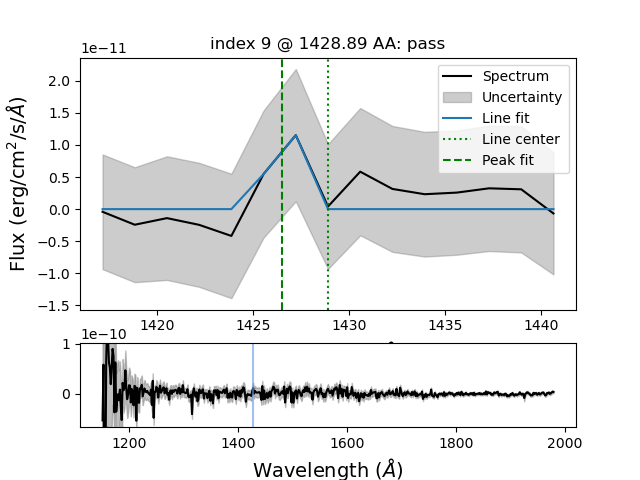 index 9 @ 1428.89 AA: pass
1e−11
Flux (erg/cm²/s/Å)
2.0
1.5
1.0
0.5
0.0
−0.5
−1.0
−1.5
Spectrum
Uncertainty
Line fit
Line center
Peak fit
1420 1425 1430 1435 1440
1e−10
1
0
1200 1400 1600 1800 2000
Wavelength (Å)